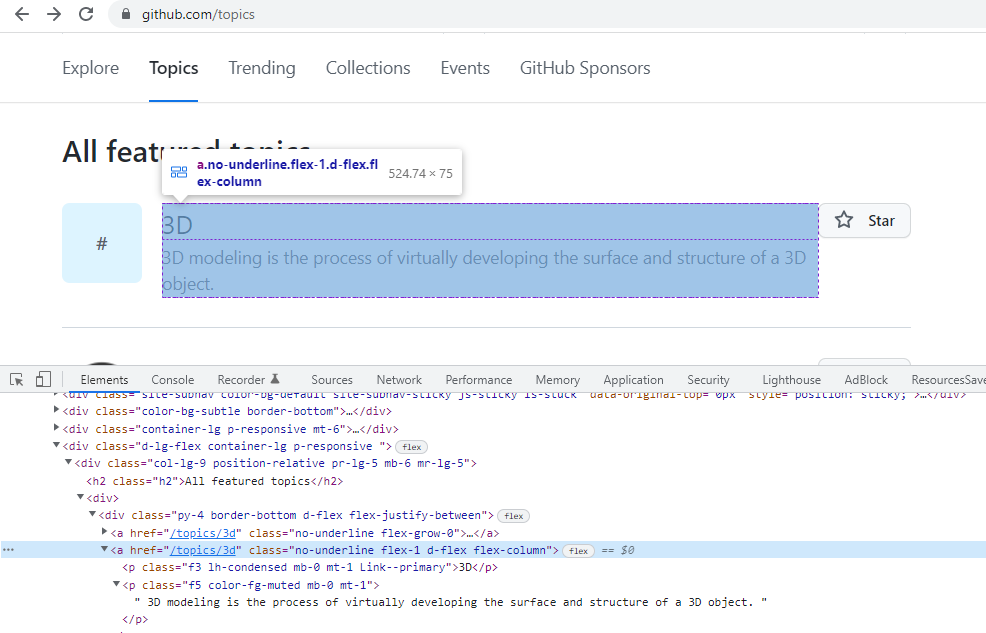 github.com/topics
Explore Topics Trending Collections Events GitHub Sponsors
All featured topics
a.no-underline.flex-1.d-flex.fl
ex-column
524.74 × 75
#
3D
3D modeling is the process of virtually developing the surface and structure of a 3D
object.
Star
Elements Console Recorder Sources Network Performance Memory Application Security Lighthouse AdBlock ResourcesSave
<div class="site-subnav color-bg-default site-subnav-sticky js-sticky is-stuck" data-original-top="0px" style="position: sticky;">…</div>
<div class="color-bg-subtle border-bottom">…</div>
<div class="container-lg p-responsive mt-6">…</div>
<div class="d-lg-flex container-lg p-responsive "> flex
<div class="col-lg-9 position-relative pr-lg-5 mb-6 mr-lg-5">
<h2 class="h2">All featured topics</h2>
<div>
<div class="py-4 border-bottom d-flex flex-justify-between"> flex
<a href="/topics/3d" class="no-underline flex-grow-0">…</a>
<a href="/topics/3d" class="no-underline flex-1 d-flex flex-column"> flex == $0
<p class="f3 lh-condensed mb-0 mt-1 Link--primary">3D</p>
<p class="f5 color-fg-muted mb-0 mt-1">
" 3D modeling is the process of virtually developing the surface and structure of a 3D object. "
</p>